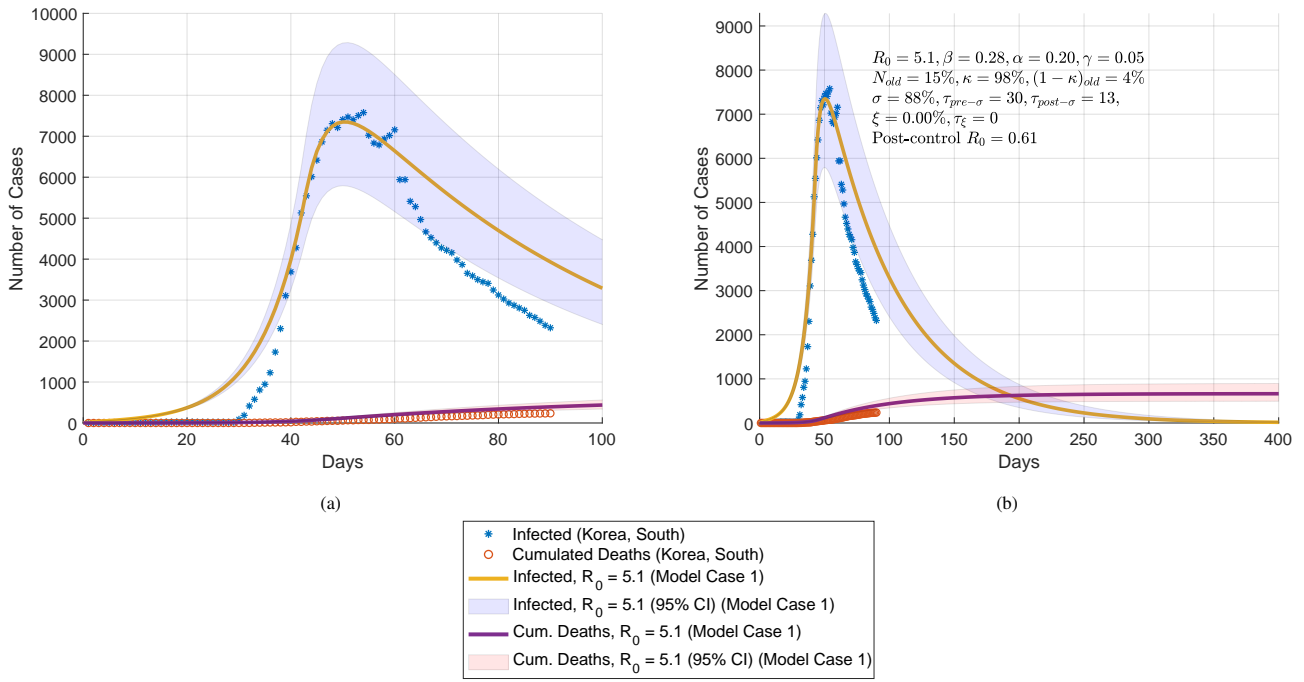 10000
9000
8000
7000
6000
5000
4000
3000
2000
1000
0
Number of Cases
0 20 40 60 80 100
Days
(a)
9000
8000
7000
6000
5000
4000
3000
2000
1000
0
Number of Cases
R_0 = 5.1, β = 0.28, α = 0.20, γ = 0.05
N_old = 15%, κ = 98%, (1 − κ)_old = 4%
σ = 88%, τ_pre−σ = 30, τ_post−σ = 13,
ξ = 0.00%, τ_ξ = 0
Post-control R_0 = 0.61
0 50 100 150 200 250 300 350 400
Days
(b)
Infected (Korea, South)
Cumulated Deaths (Korea, South)
Infected, R_0 = 5.1 (Model Case 1)
Infected, R_0 = 5.1 (95% CI) (Model Case 1)
Cum. Deaths, R_0 = 5.1 (Model Case 1)
Cum. Deaths, R_0 = 5.1 (95% CI) (Model Case 1)